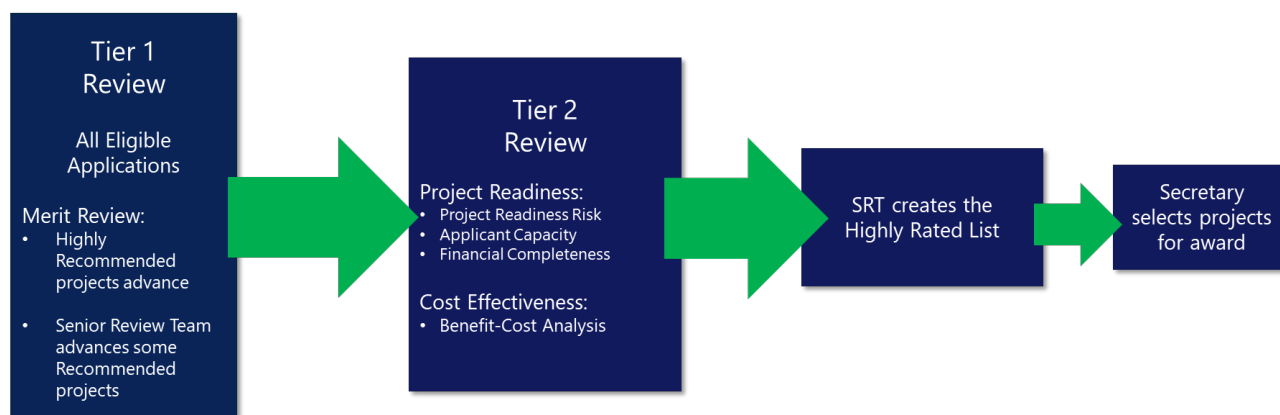 Tier 1
Review
All Eligible
Applications
Merit Review:
• Highly
Recommended
projects advance
• Senior Review Team
advances some
Recommended
projects
Tier 2
Review
Project Readiness:
• Project Readiness Risk
• Applicant Capacity
• Financial Completeness
Cost Effectiveness:
• Benefit-Cost Analysis
SRT creates the
Highly Rated List
Secretary
selects projects
for award